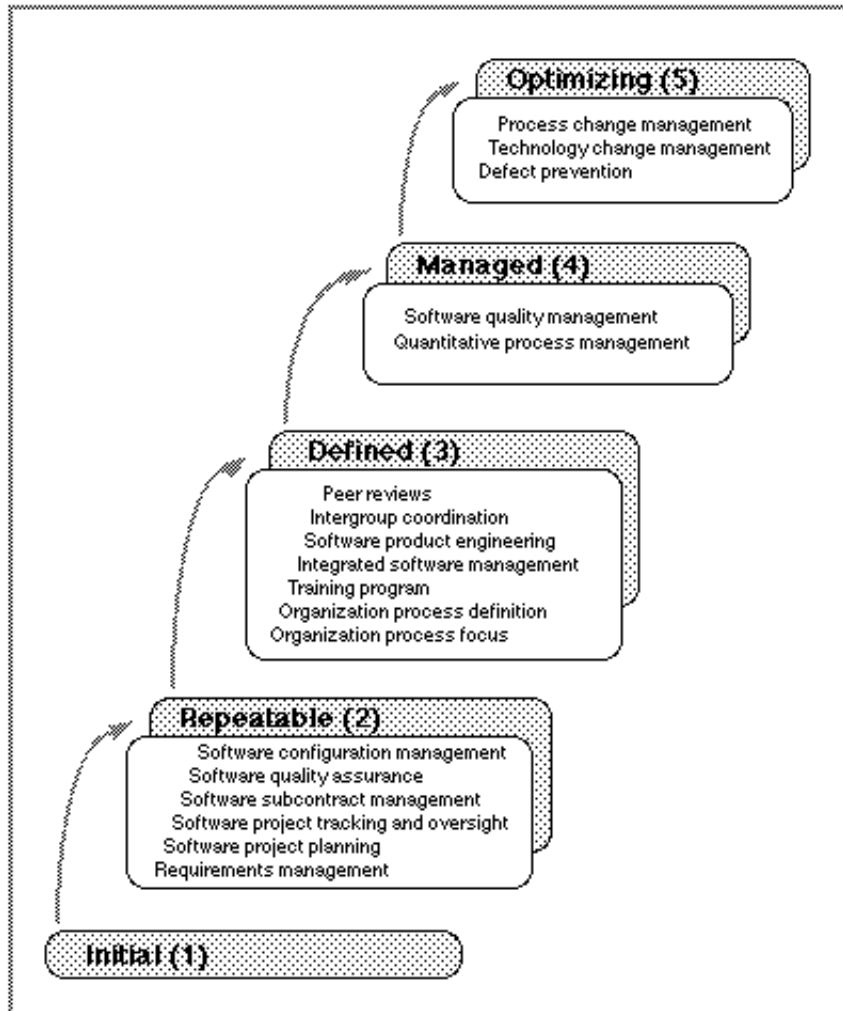 Optimizing (5)
Process change management
Technology change management
Defect prevention
Managed (4)
Software quality management
Quantitative process management
Defined (3)
Peer reviews
Intergroup coordination
Software product engineering
Integrated software management
Training program
Organization process definition
Organization process focus
Repeatable (2)
Software configuration management
Software quality assurance
Software subcontract management
Software project tracking and oversight
Software project planning
Requirements management
Initial (1)